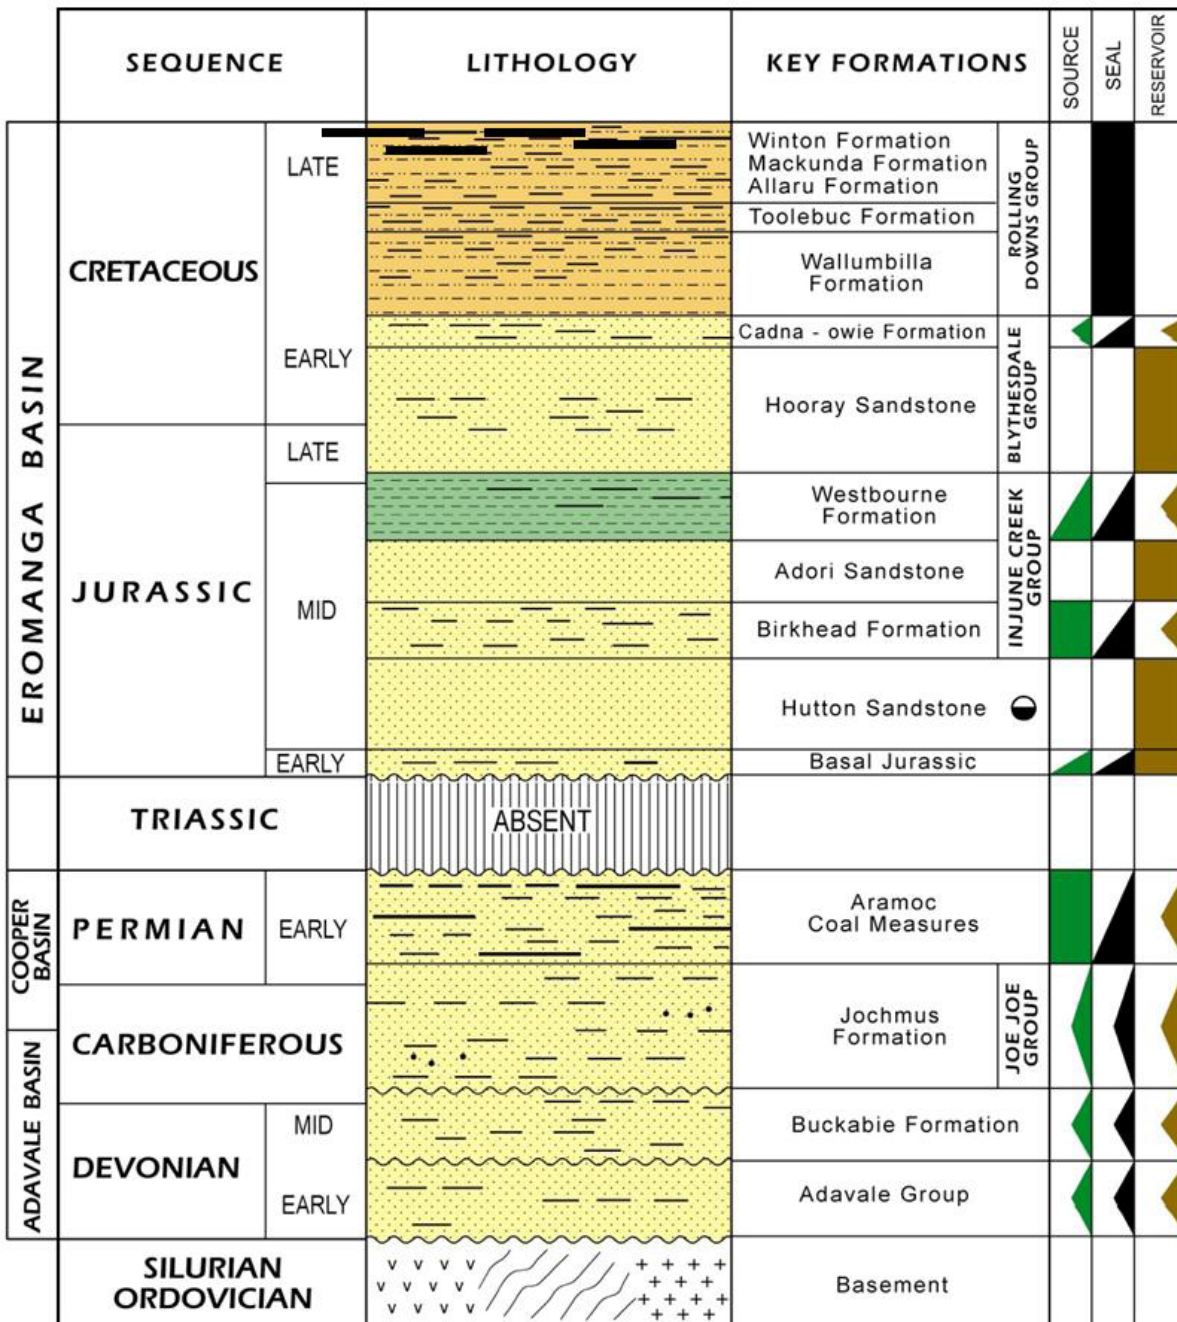 SEQUENCE
LITHOLOGY
KEY FORMATIONS
SOURCE
SEAL
RESERVOIR
EROMANGA BASIN
CRETACEOUS
LATE
Winton Formation
Mackunda Formation
Allaru Formation
Toolebuc Formation
Wallumbilla
Formation
ROLLING
DOWNS GROUP
EARLY
Cadna - owie Formation
Hooray Sandstone
BLYTHESDALE
GROUP
JURASSIC
LATE
Westbourne
Formation
MID
Adori Sandstone
Birkhead Formation
INJUNE CREEK
GROUP
Hutton Sandstone
EARLY
Basal Jurassic
TRIASSIC
ABSENT
COOPER
BASIN
PERMIAN
EARLY
Aramoc
Coal Measures
CARBONIFEROUS
Jochmus
Formation
JOE JOE
GROUP
ADAVALE BASIN
DEVONIAN
MID
Buckabie Formation
EARLY
Adavale Group
SILURIAN
ORDOVICIAN
Basement